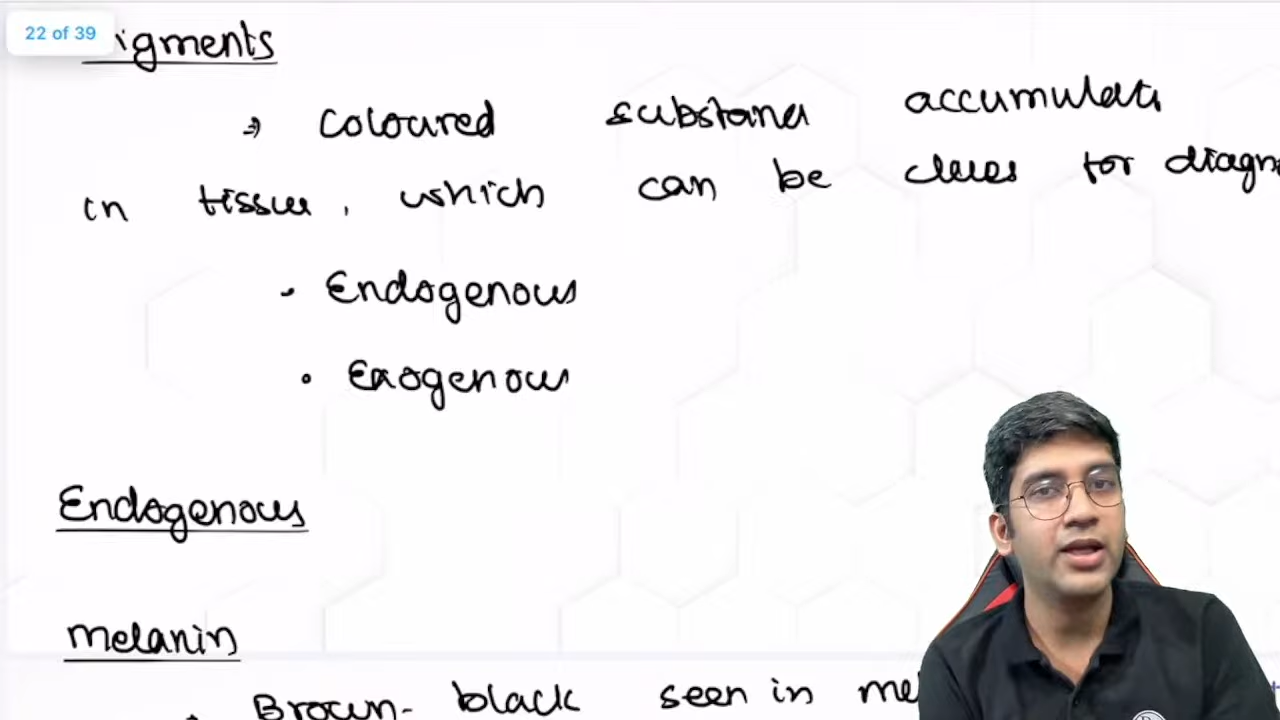 22 of 39
igments
⇒ Coloured substance accumulate
in tissue, which can be clues for diagn
• Endogenous
• Exogenous
Endogenous
melanin
Brown- black seen in me